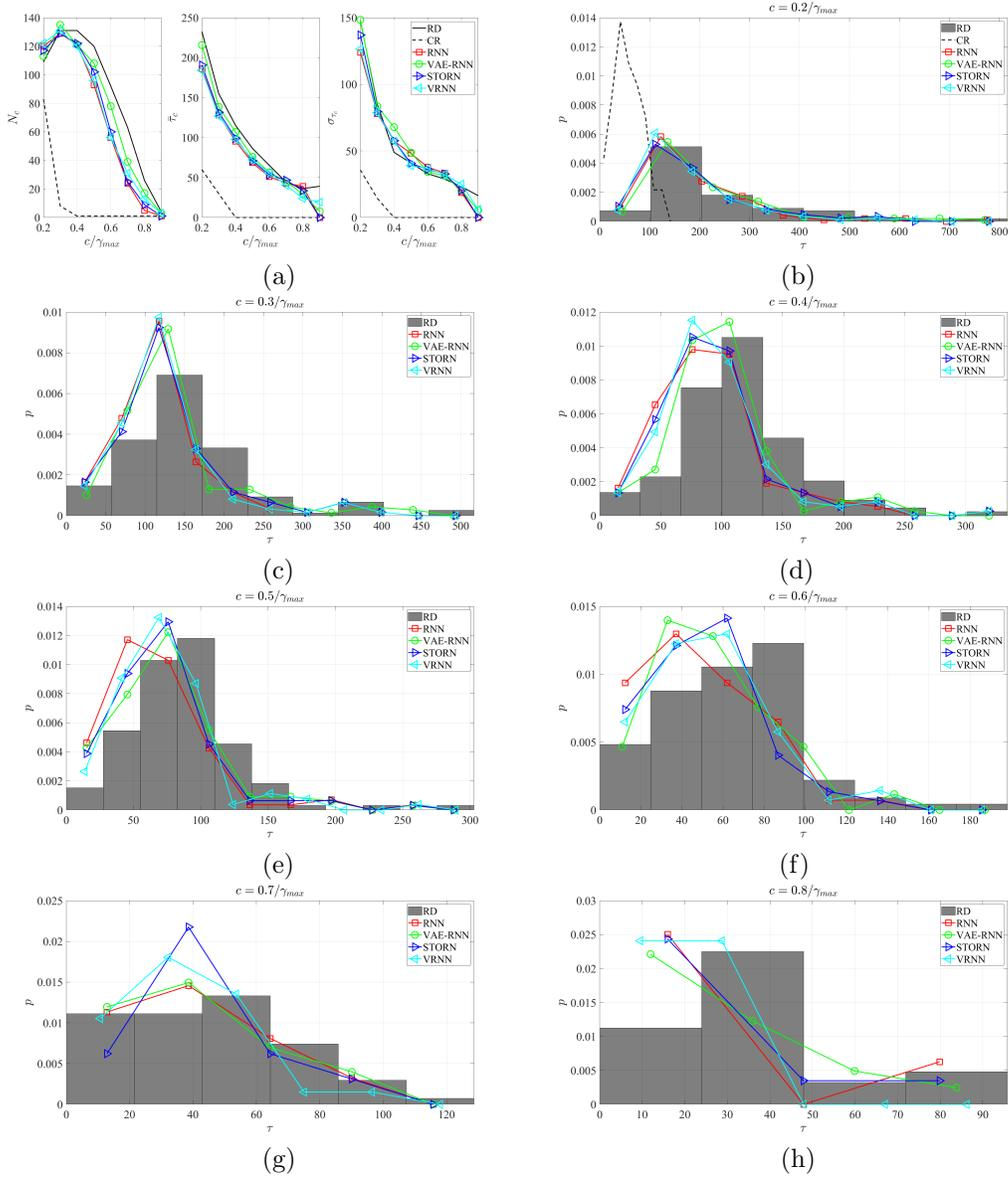 140
120
100
80
60
40
20
0
N_c
0.2 0.4 0.6 0.8
c/γ_max
250
200
150
100
50
0
τ̄_c
0.2 0.4 0.6 0.8
c/γ_max
150
100
50
0
σ_τc
0.2 0.4 0.6 0.8
c/γ_max
RD
CR
RNN
VAE-RNN
STORN
VRNN
(a)
c = 0.2/γ_max
0.014
0.012
0.01
0.008
0.006
0.004
0.002
0
p
0 100 200 300 400 500 600 700 800
τ
RD
CR
RNN
VAE-RNN
STORN
VRNN
(b)
c = 0.3/γ_max
0.01
0.008
0.006
0.004
0.002
0
p
0 50 100 150 200 250 300 350 400 450 500
τ
RD
RNN
VAE-RNN
STORN
VRNN
(c)
c = 0.4/γ_max
0.012
0.01
0.008
0.006
0.004
0.002
0
p
0 50 100 150 200 250 300
τ
RD
RNN
VAE-RNN
STORN
VRNN
(d)
c = 0.5/γ_max
0.014
0.012
0.01
0.008
0.006
0.004
0.002
0
p
0 50 100 150 200 250 300
τ
RD
RNN
VAE-RNN
STORN
VRNN
(e)
c = 0.6/γ_max
0.015
0.01
0.005
0
p
0 20 40 60 80 100 120 140 160 180
τ
RD
RNN
VAE-RNN
STORN
VRNN
(f)
c = 0.7/γ_max
0.025
0.02
0.015
0.01
0.005
0
p
0 20 40 60 80 100 120
τ
RD
RNN
VAE-RNN
STORN
VRNN
(g)
c = 0.8/γ_max
0.03
0.025
0.02
0.015
0.01
0.005
0
p
0 10 20 30 40 50 60 70 80 90
τ
RD
RNN
VAE-RNN
STORN
VRNN
(h)